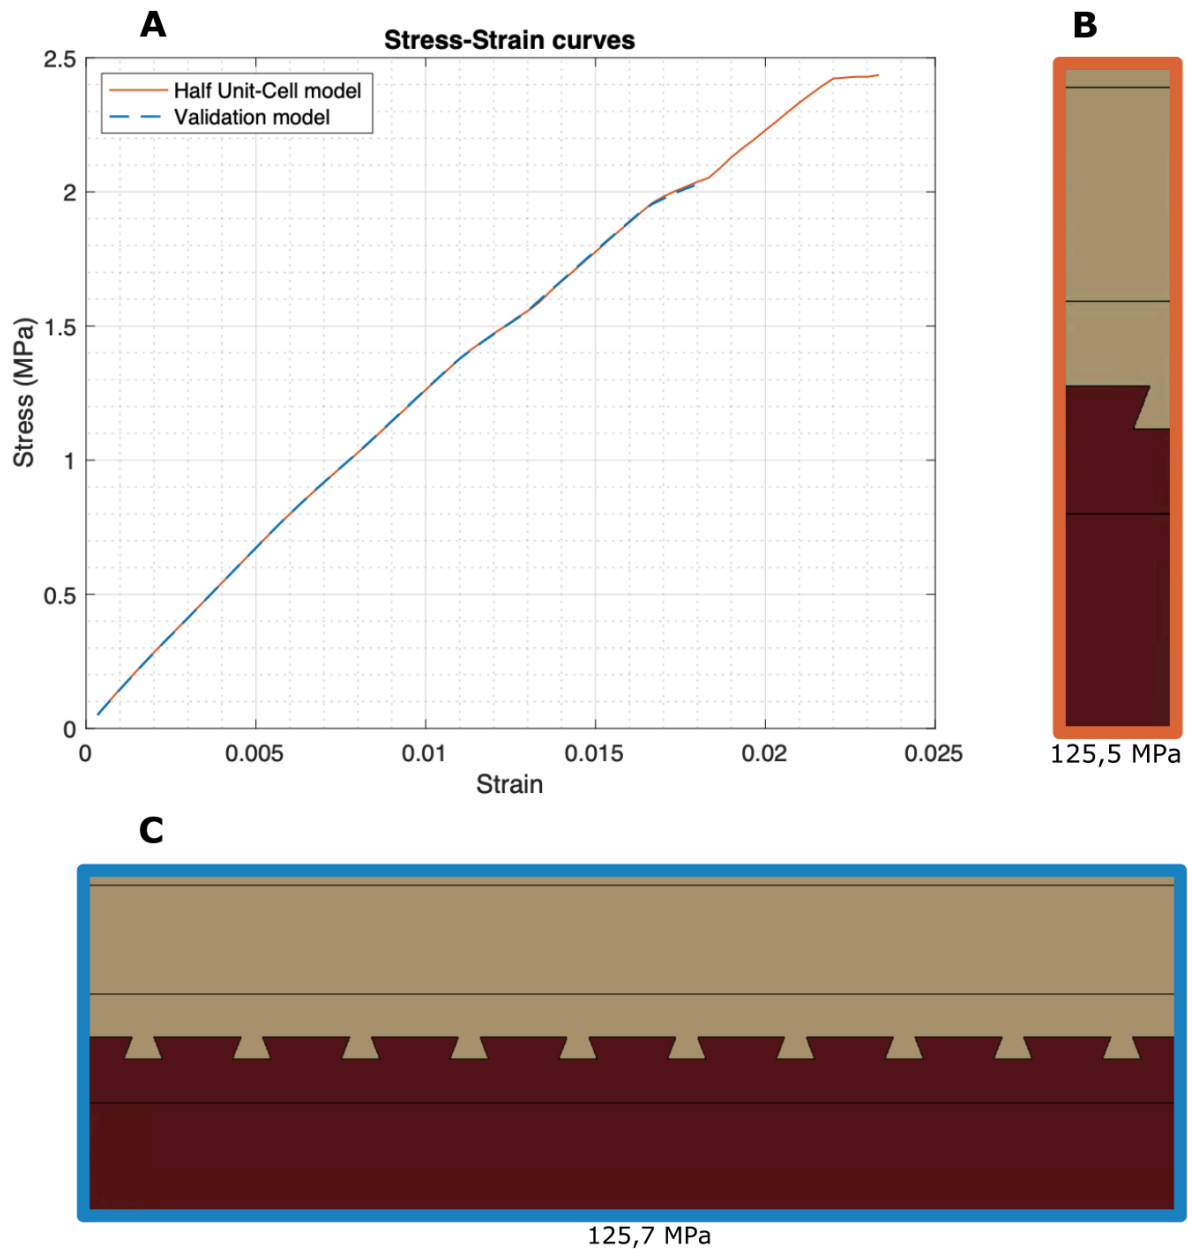 A
B
Stress-Strain curves
Half Unit-Cell model
Validation model
2.5
2
1.5
1
0.5
0
Stress (MPa)
0 0.005 0.01 0.015 0.02 0.025
Strain
125,5 MPa
C
125,7 MPa